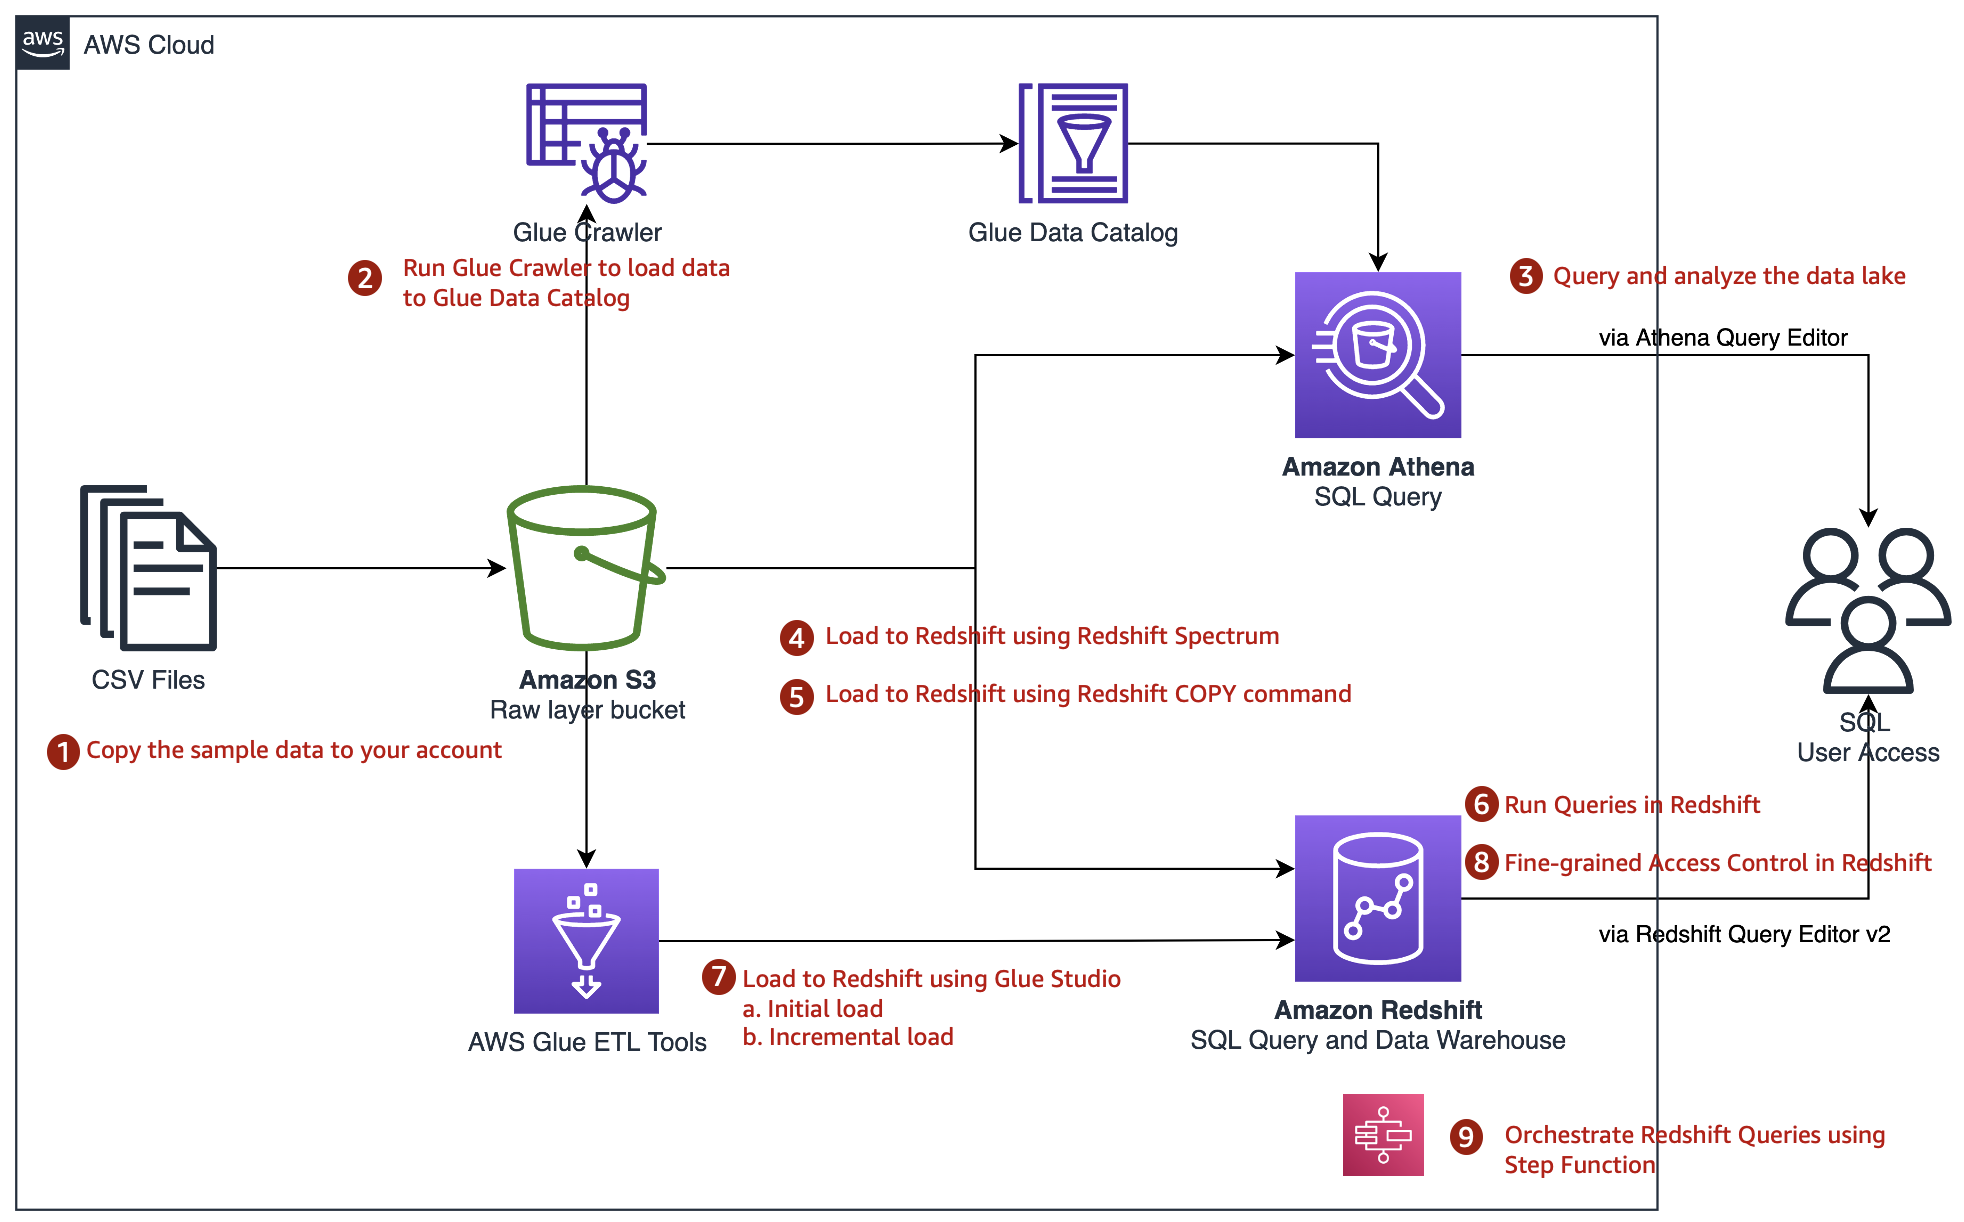 aws
AWS Cloud
Glue Crawler
Glue Data Catalog
2
Run Glue Crawler to load data
to Glue Data Catalog
3
Query and analyze the data lake
via Athena Query Editor
Amazon Athena
SQL Query
CSV Files
Amazon S3
Raw layer bucket
1
Copy the sample data to your account
4
Load to Redshift using Redshift Spectrum
5
Load to Redshift using Redshift COPY command
SQL
User Access
6
Run Queries in Redshift
8
Fine-grained Access Control in Redshift
via Redshift Query Editor v2
7
Load to Redshift using Glue Studio
a. Initial load
b. Incremental load
AWS Glue ETL Tools
Amazon Redshift
SQL Query and Data Warehouse
9
Orchestrate Redshift Queries using
Step Function